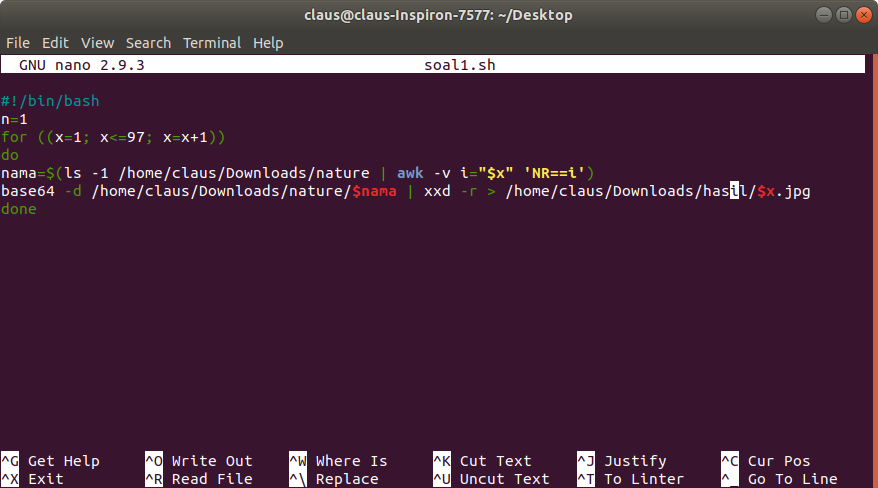 claus@claus-Inspiron-7577: ~/Desktop
File Edit View Search Terminal Help
GNU nano 2.9.3 soal1.sh
#!/bin/bash
n=1
for ((x=1; x<=97; x=x+1))
do
nama=$(ls -1 /home/claus/Downloads/nature | awk -v i="$x" 'NR==i')
base64 -d /home/claus/Downloads/nature/$nama | xxd -r > /home/claus/Downloads/hasil/$x.jpg
done
^G Get Help ^O Write Out ^W Where Is ^K Cut Text ^J Justify ^C Cur Pos
^X Exit ^R Read File ^\ Replace ^U Uncut Text ^T To Linter ^_ Go To Line